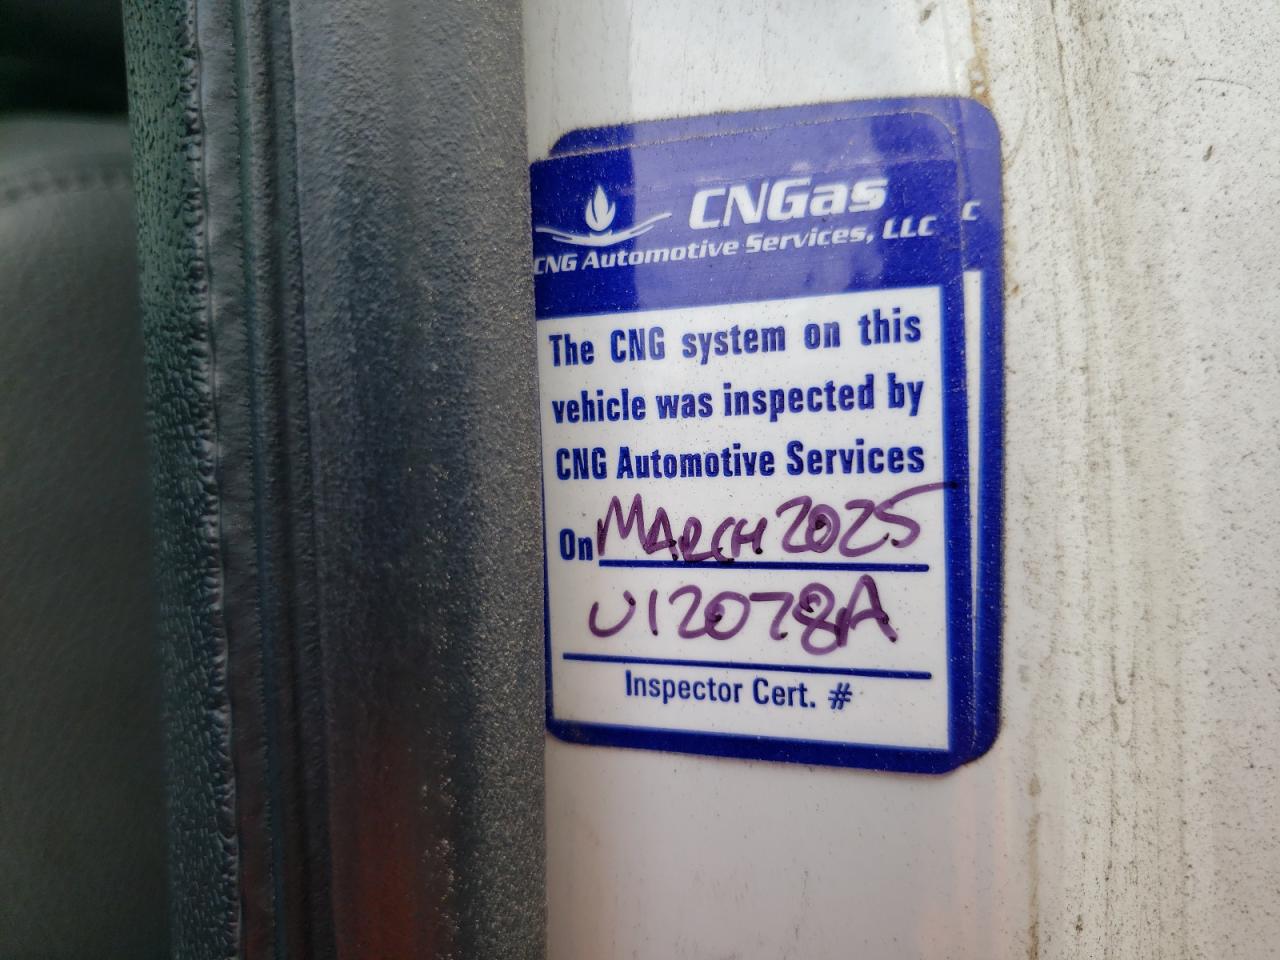 CNGas
CNG Automotive Services, LLC
C
The CNG system on this
vehicle was inspected by
CNG Automotive Services
On MARCH 2025
U12078A
Inspector Cert. #